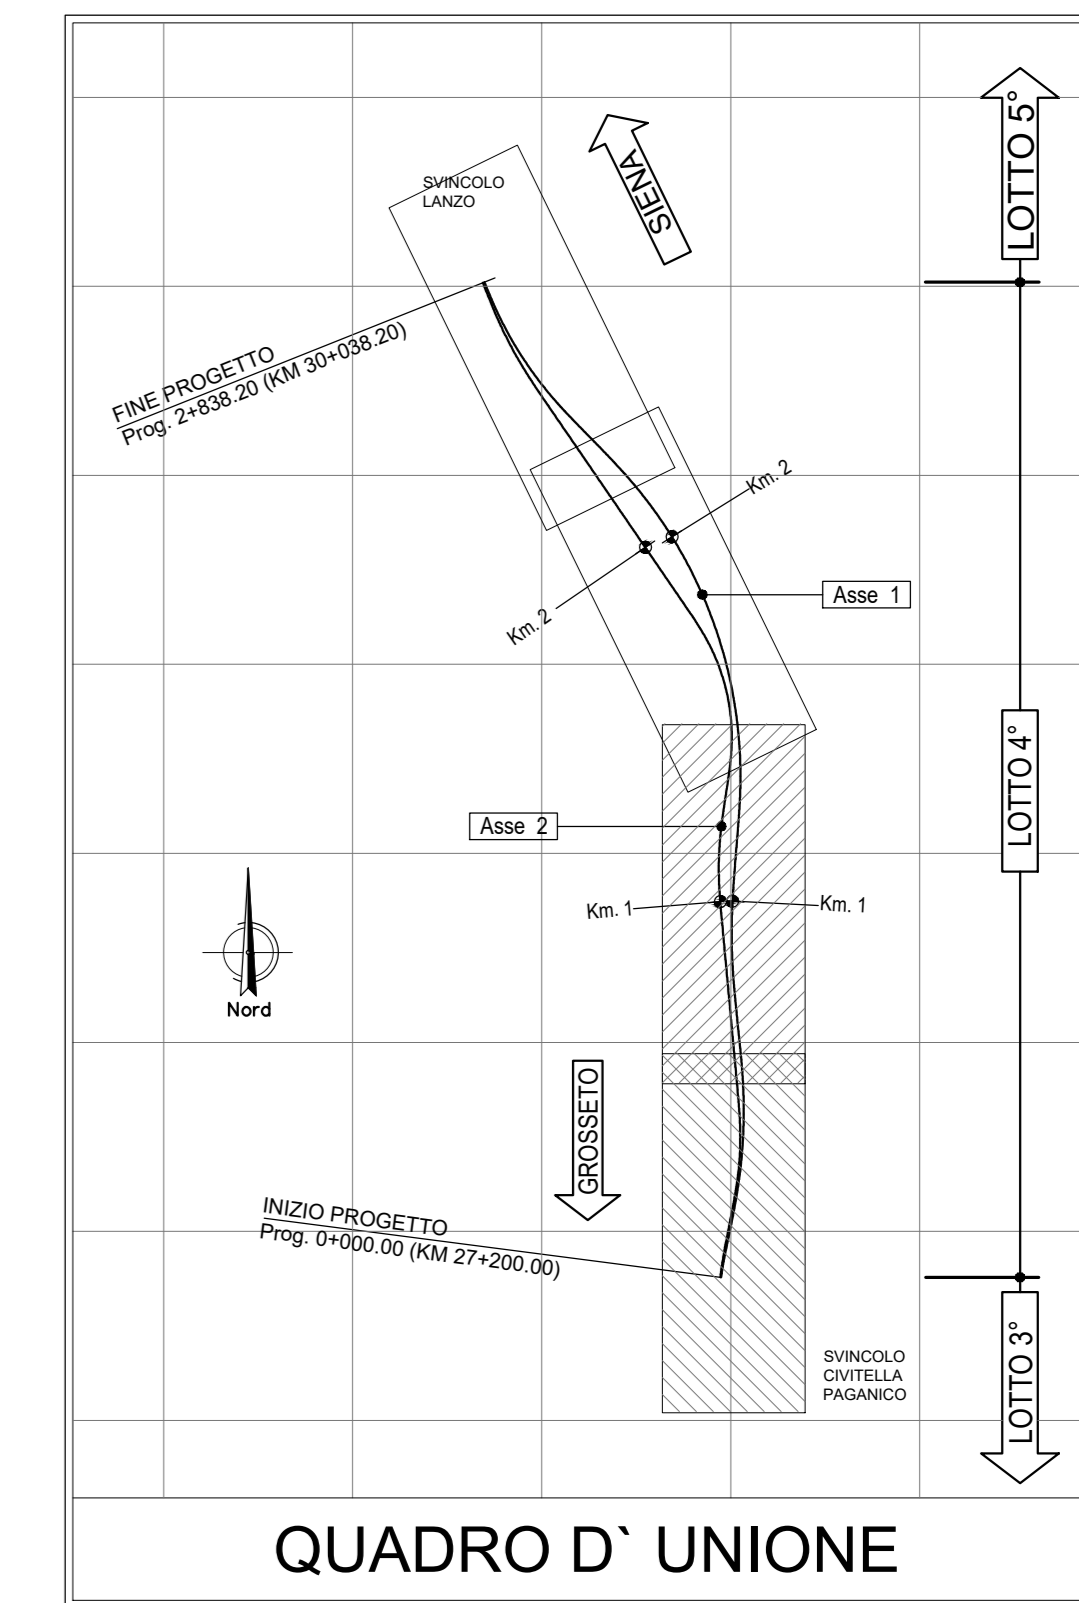 LOTTO 5°
SIENA
SVINCOLO
LANZO
FINE PROGETTO
Prog. 2+838.20 (KM 30+038.20)
Km. 2
Km. 2
Asse 1
LOTTO 4°
Asse 2
Km. 1
Km. 1
Nord
GROSSETO
INIZIO PROGETTO
Prog. 0+000.00 (KM 27+200.00)
SVINCOLO
CIVITELLA
PAGANICO
LOTTO 3°
QUADRO D` UNIONE